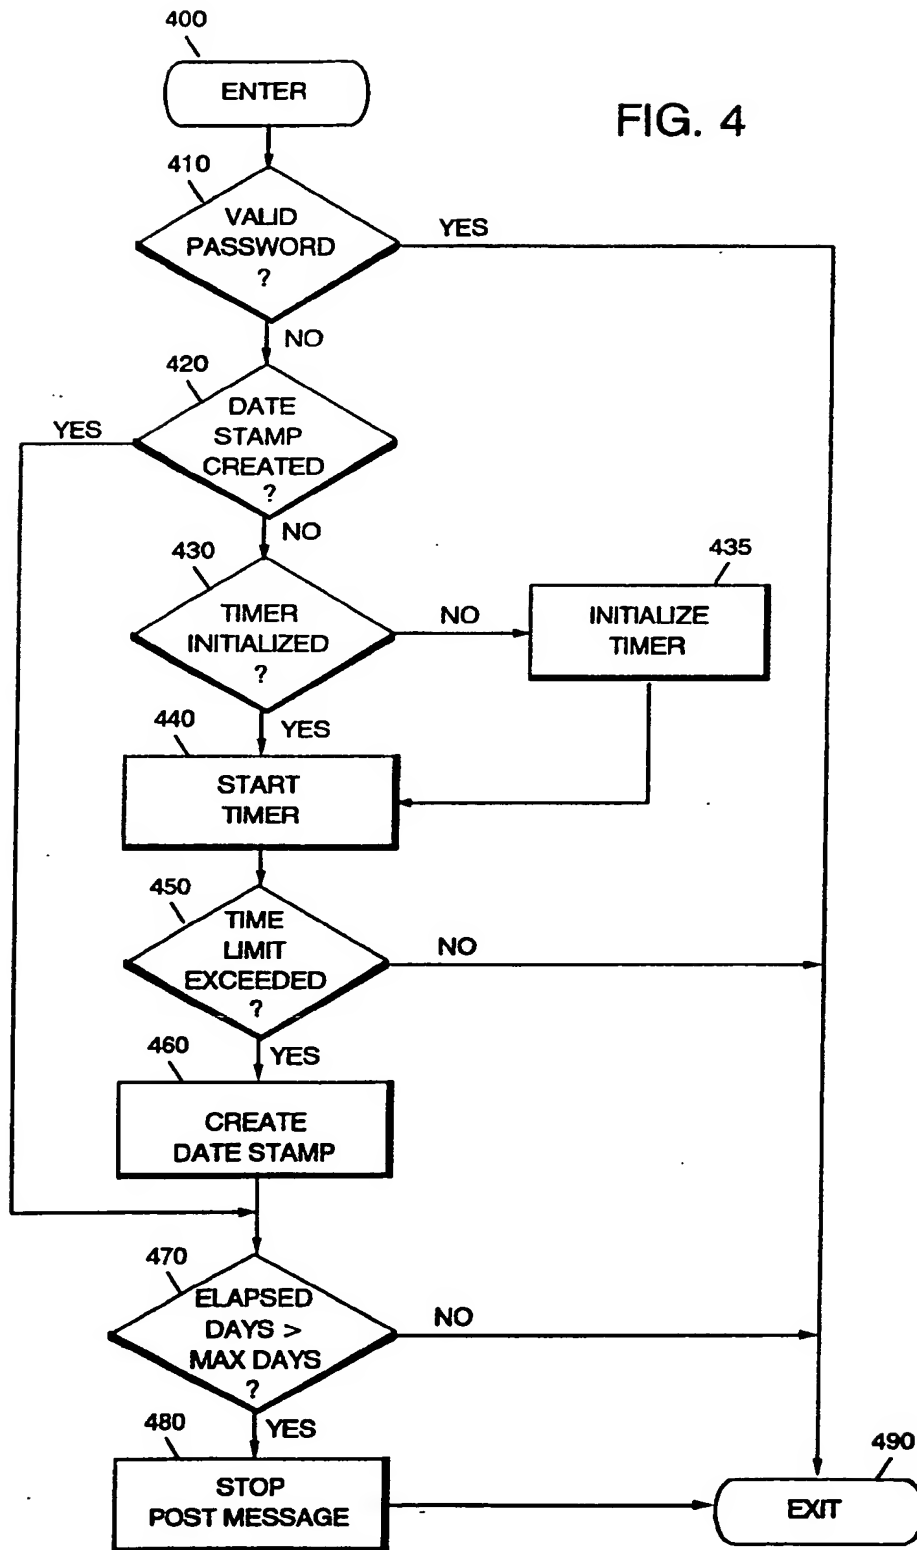 400
ENTER
FIG. 4
410
VALID
PASSWORD
?
YES
NO
420
DATE
STAMP
CREATED
?
YES
NO
430
TIMER
INITIALIZED
?
NO
435
INITIALIZE
TIMER
YES
440
START
TIMER
450
TIME
LIMIT
EXCEEDED
?
NO
YES
460
CREATE
DATE STAMP
470
ELAPSED
DAYS >
MAX DAYS
?
NO
YES
480
STOP
POST MESSAGE
490
EXIT